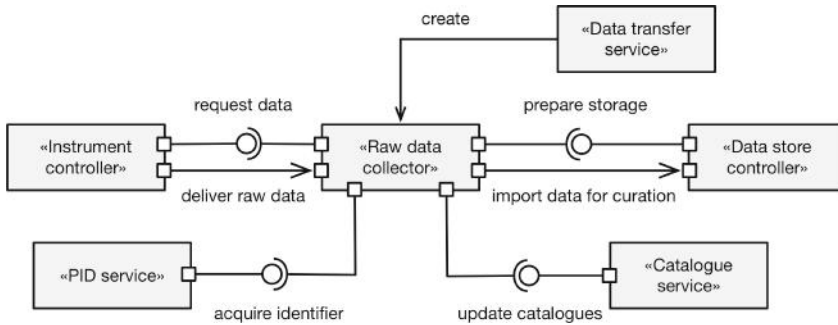 create
«Data transfer
service»
request data
prepare storage
«Instrument
controller»
«Raw data
collector»
«Data store
controller»
deliver raw data
import data for curation
«PID service»
«Catalogue
service»
acquire identifier
update catalogues